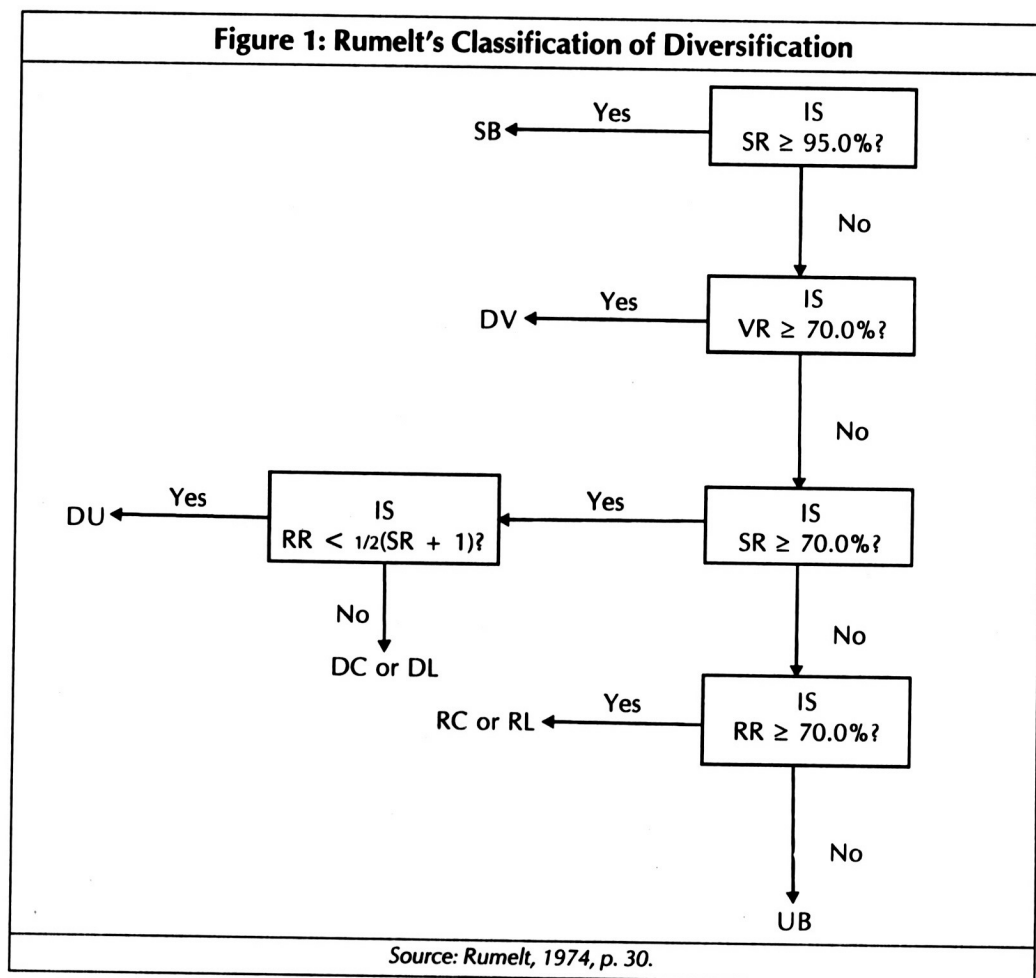 Figure 1: Rumelt's Classification of Diversification
IS
SR ≥ 95.0%?
Yes
SB
No
IS
VR ≥ 70.0%?
Yes
DV
No
IS
SR ≥ 70.0%?
Yes
IS
RR < 1/2(SR + 1)?
Yes
DU
No
DC or DL
No
IS
RR ≥ 70.0%?
Yes
RC or RL
No
UB
Source: Rumelt, 1974, p. 30.